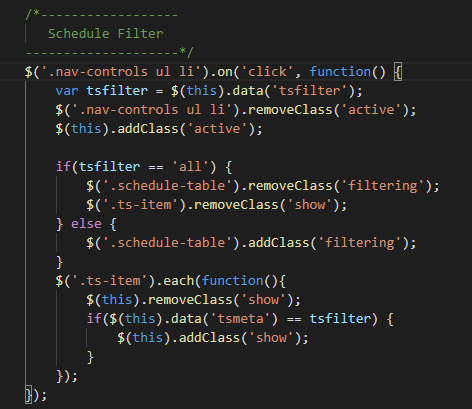 /*------------------
Schedule Filter
--------------------*/
$('.nav-controls ul li').on('click', function() {
var tsfilter = $(this).data('tsfilter');
$('.nav-controls ul li').removeClass('active');
$(this).addClass('active');
if(tsfilter == 'all') {
$('.schedule-table').removeClass('filtering');
$('.ts-item').removeClass('show');
} else {
$('.schedule-table').addClass('filtering');
}
$('.ts-item').each(function(){
$(this).removeClass('show');
if($(this).data('tsmeta') == tsfilter) {
$(this).addClass('show');
}
});
});